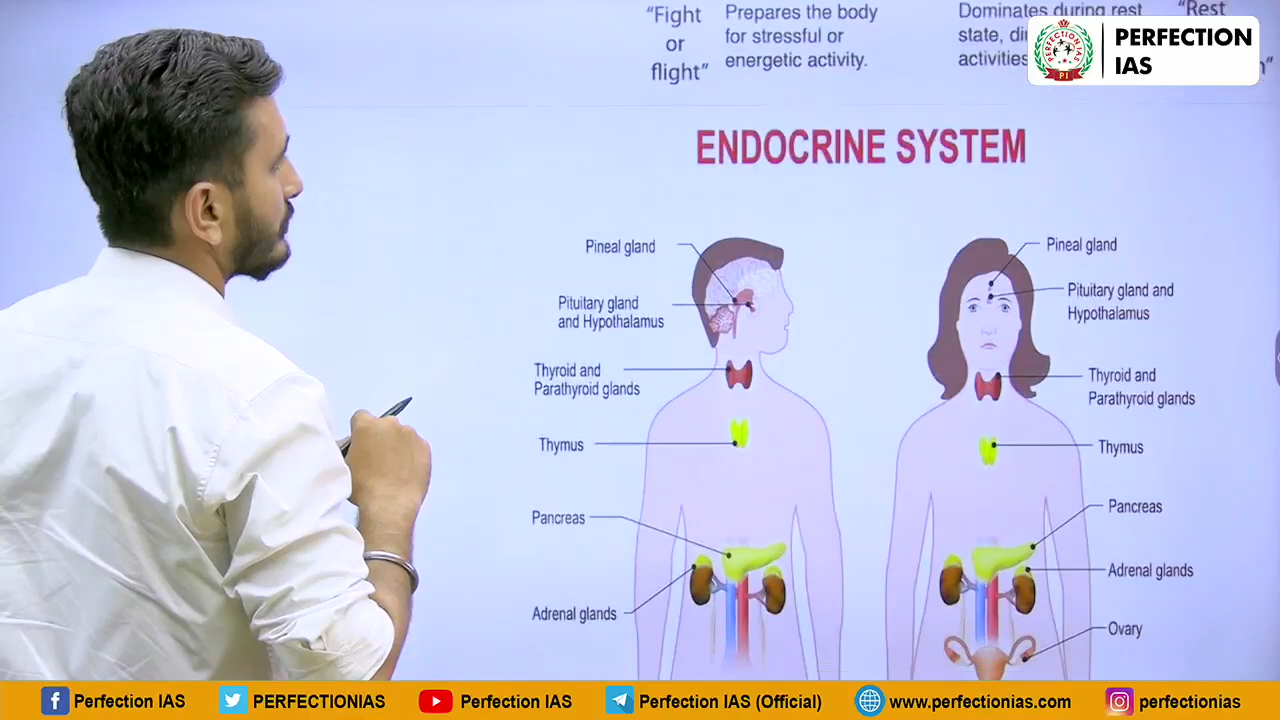 “Fight
or
flight”
Prepares the body
for stressful or
energetic activity.
Dominates during rest
state,
activities
“Rest
PERFECTION
IAS
PERFECTION IAS
PI
ENDOCRINE SYSTEM
Pineal gland
Pituitary gland
and Hypothalamus
Thyroid and
Parathyroid glands
Thymus
Pancreas
Adrenal glands
Pineal gland
Pituitary gland and
Hypothalamus
Thyroid and
Parathyroid glands
Thymus
Pancreas
Adrenal glands
Ovary
Perfection IAS
PERFECTIONIAS
Perfection IAS
Perfection IAS (Official)
www.perfectionias.com
perfectionias